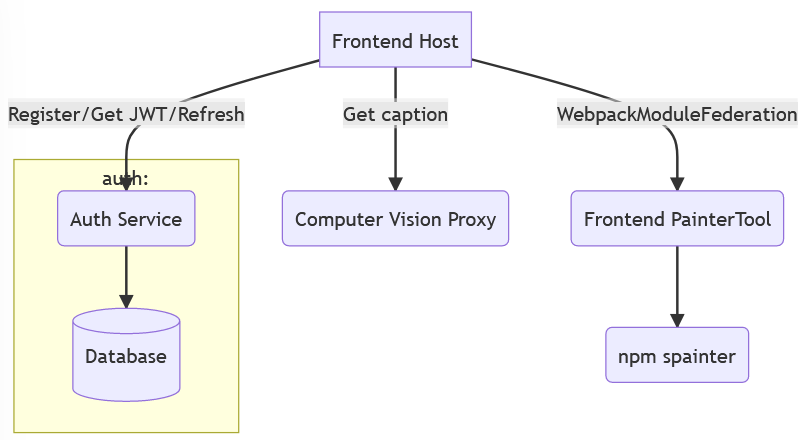 Frontend Host
Register/Get JWT/Refresh
Get caption
WebpackModuleFederation
auth:
Auth Service
Computer Vision Proxy
Frontend PainterTool
Database
npm spainter